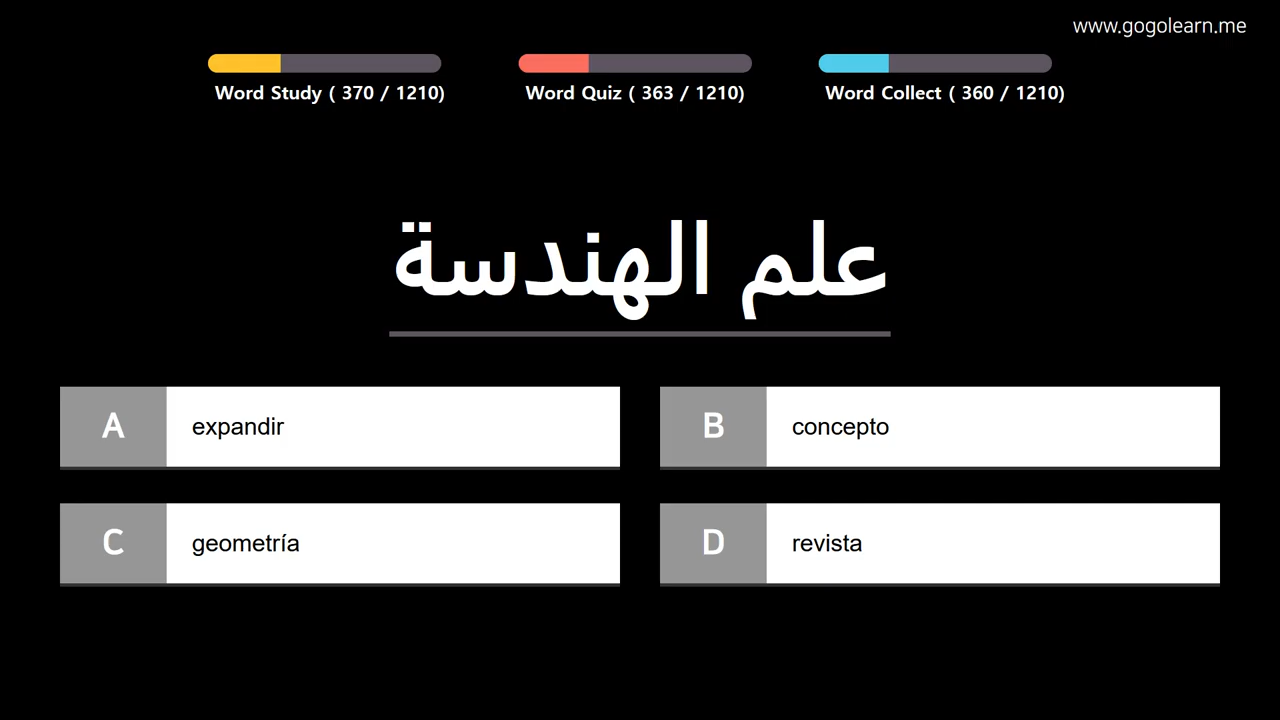 www.gogolearn.me
Word Study ( 370 / 1210)
Word Quiz ( 363 / 1210)
Word Collect ( 360 / 1210)
علم الهندسة
A expandir
B concepto
C geometría
D revista